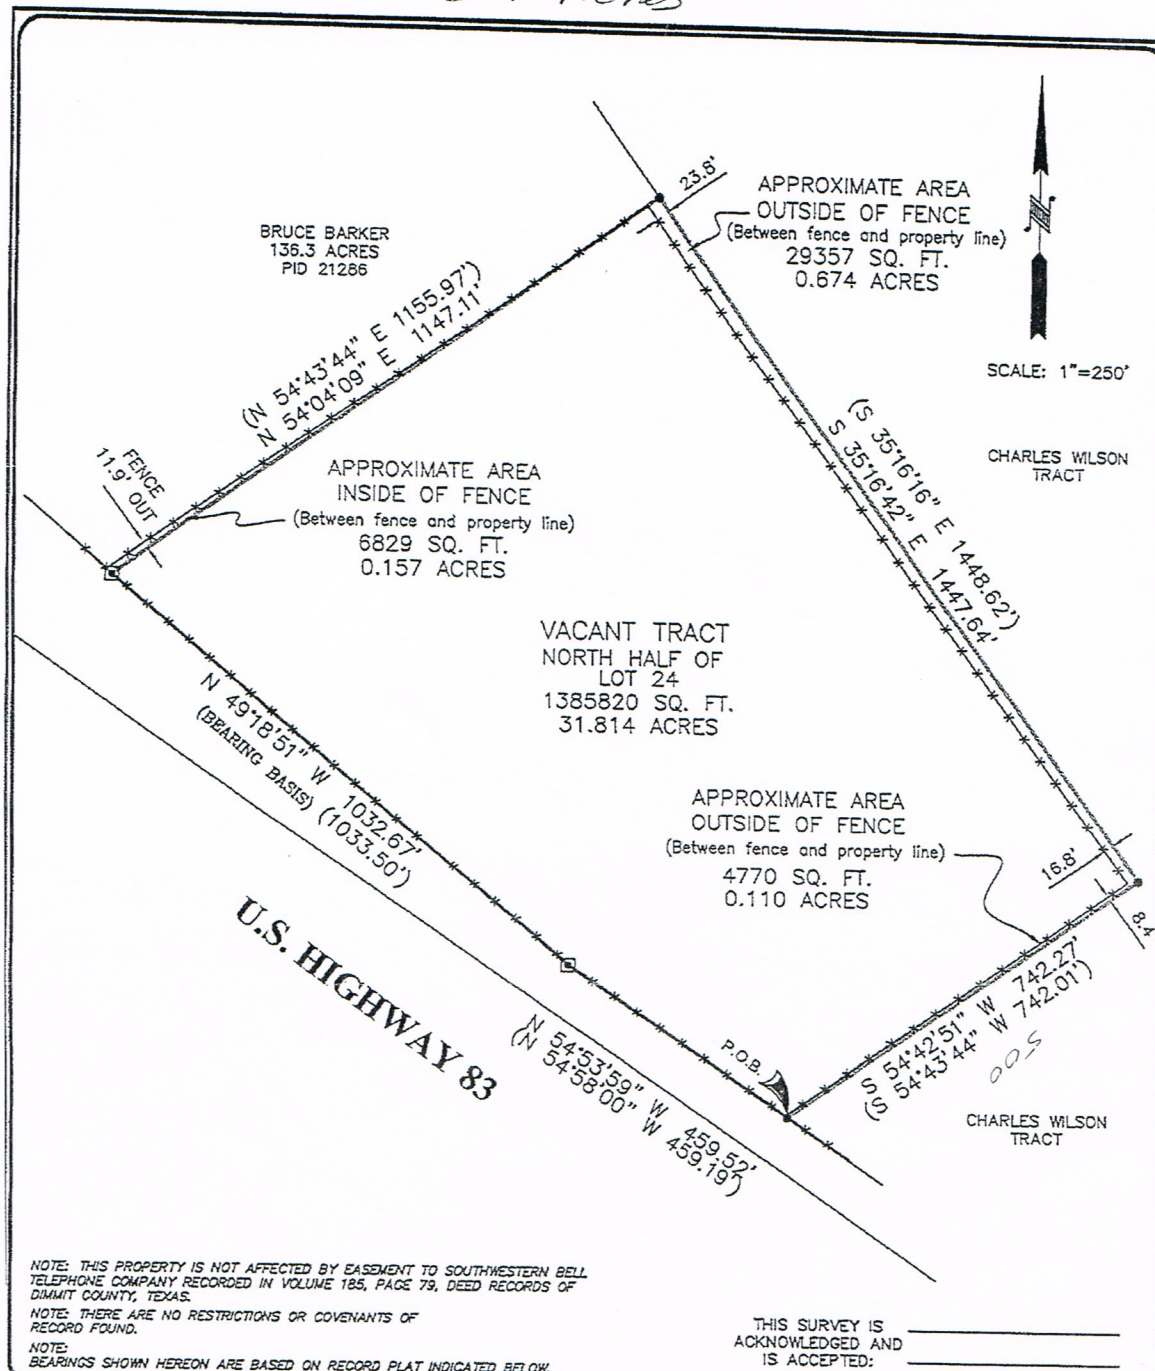 Acres
23.8'
APPROXIMATE AREA
OUTSIDE OF FENCE
(Between fence and property line)
29357 SQ. FT.
0.674 ACRES
BRUCE BARKER
136.3 ACRES
PID 21286
N
SCALE: 1"=250'
(N 54°43'44" E 1155.97')
N 54°04'09" E 1147.11'
(S 35°16'16" E 1448.62')
S 35°16'42" E 1447.64'
CHARLES WILSON
TRACT
FENCE
11.9' OUT
APPROXIMATE AREA
INSIDE OF FENCE
(Between fence and property line)
6829 SQ. FT.
0.157 ACRES
VACANT TRACT
NORTH HALF OF
LOT 24
1385820 SQ. FT.
31.814 ACRES
N 49°18'51" W 1032.67'
(BEARING BASIS) (1033.50')
APPROXIMATE AREA
OUTSIDE OF FENCE
(Between fence and property line)
4770 SQ. FT.
0.110 ACRES
16.8'
8.4
U.S. HIGHWAY 83
N 54°53'59" W 459.52'
(N 54°58'00" W 459.19')
P.O.B.
S 54°42'51" W 742.27'
(S 54°43'44" W 742.01')
CHARLES WILSON
TRACT
NOTE: THIS PROPERTY IS NOT AFFECTED BY EASEMENT TO SOUTHWESTERN BELL
TELEPHONE COMPANY RECORDED IN VOLUME 185, PAGE 79, DEED RECORDS OF
DIMMIT COUNTY, TEXAS.
NOTE: THERE ARE NO RESTRICTIONS OR COVENANTS OF
RECORD FOUND.
NOTE:
BEARINGS SHOWN HEREON ARE BASED ON RECORD PLAT INDICATED BELOW.
THIS SURVEY IS
ACKNOWLEDGED AND
IS ACCEPTED: